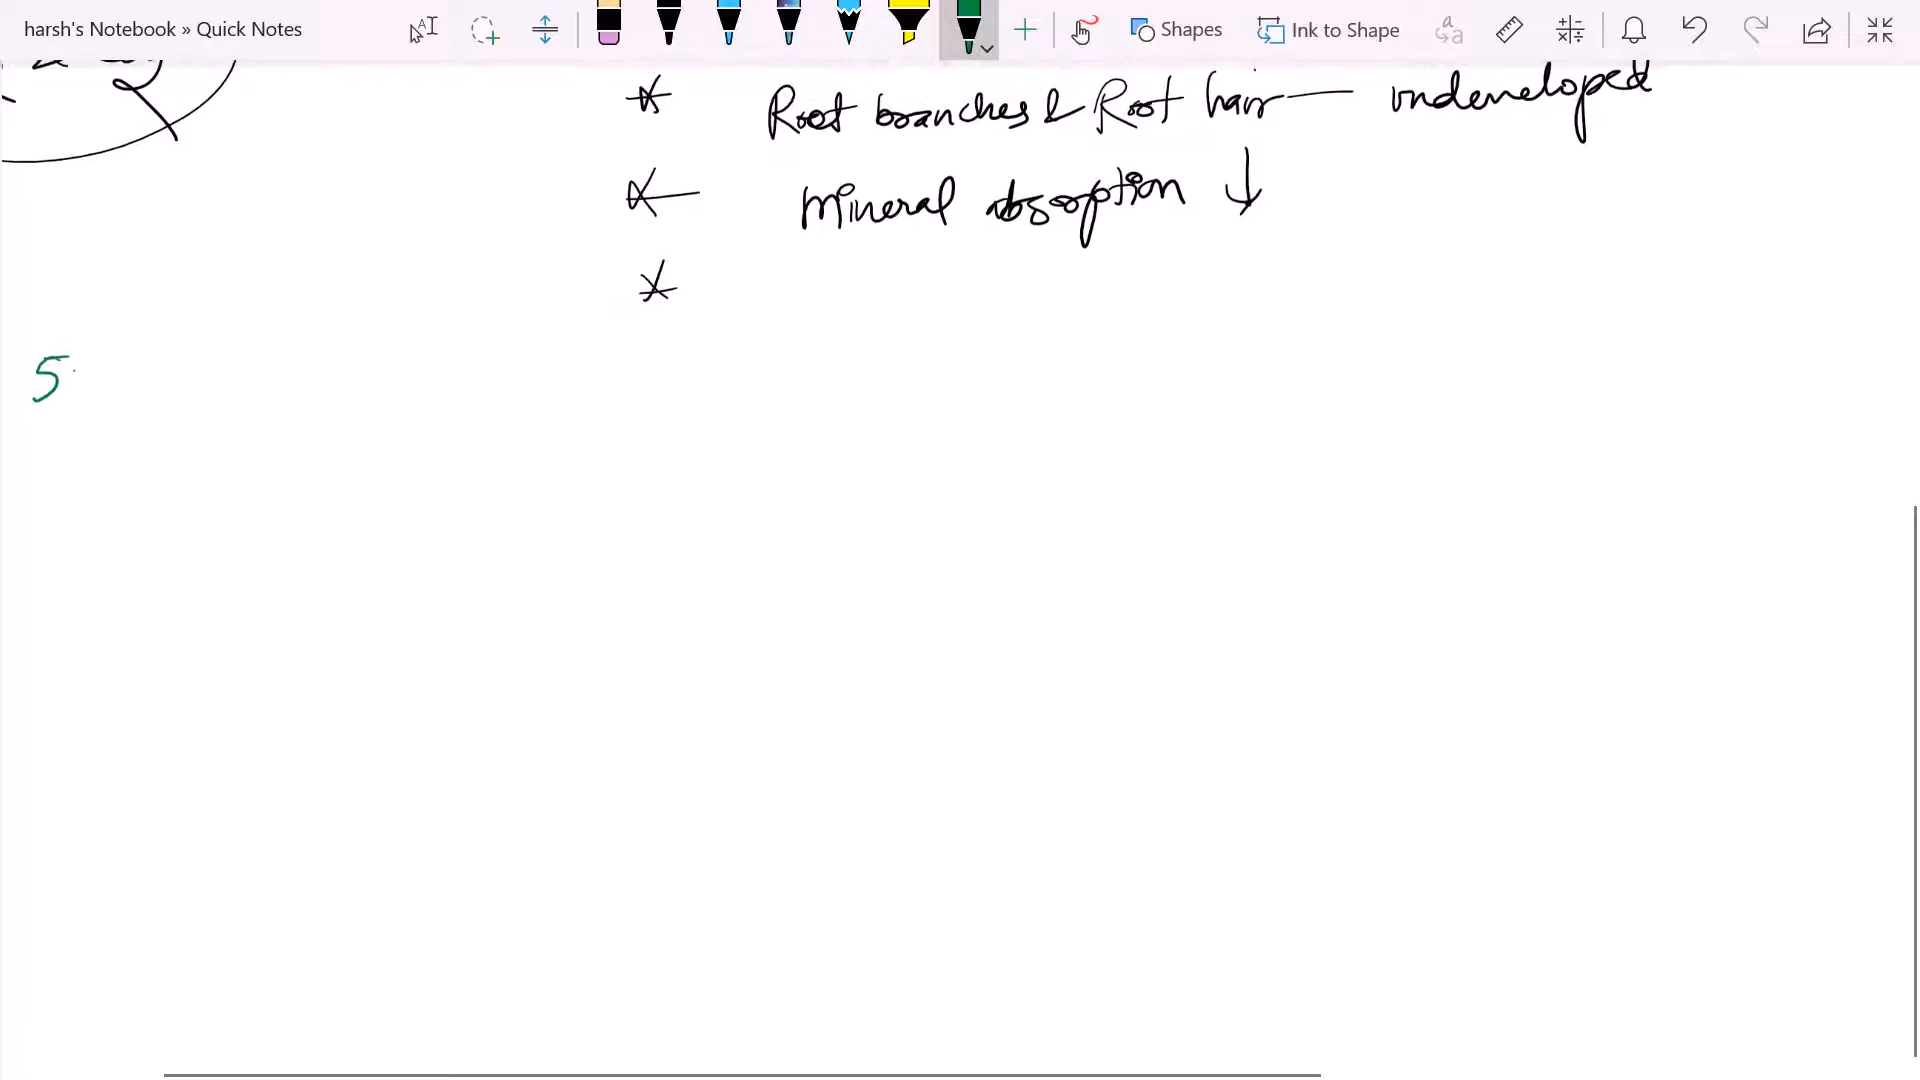 harsh's Notebook » Quick Notes
Shapes
Ink to Shape
* Root branches & Root hair — undeveloped
* Mineral absorption ↓
*
5